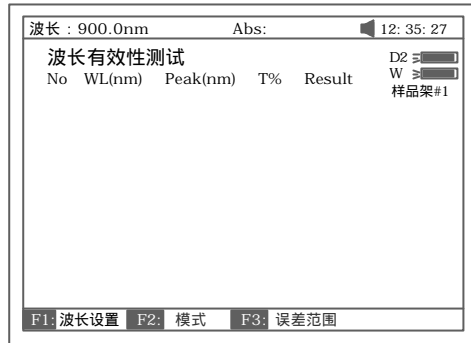 波长：900.0nm Abs: 12: 35: 27
波长有效性测试 D2
No WL(nm) Peak(nm) T% Result W
样品架#1
F1: 波长设置 F2: 模式 F3: 误差范围